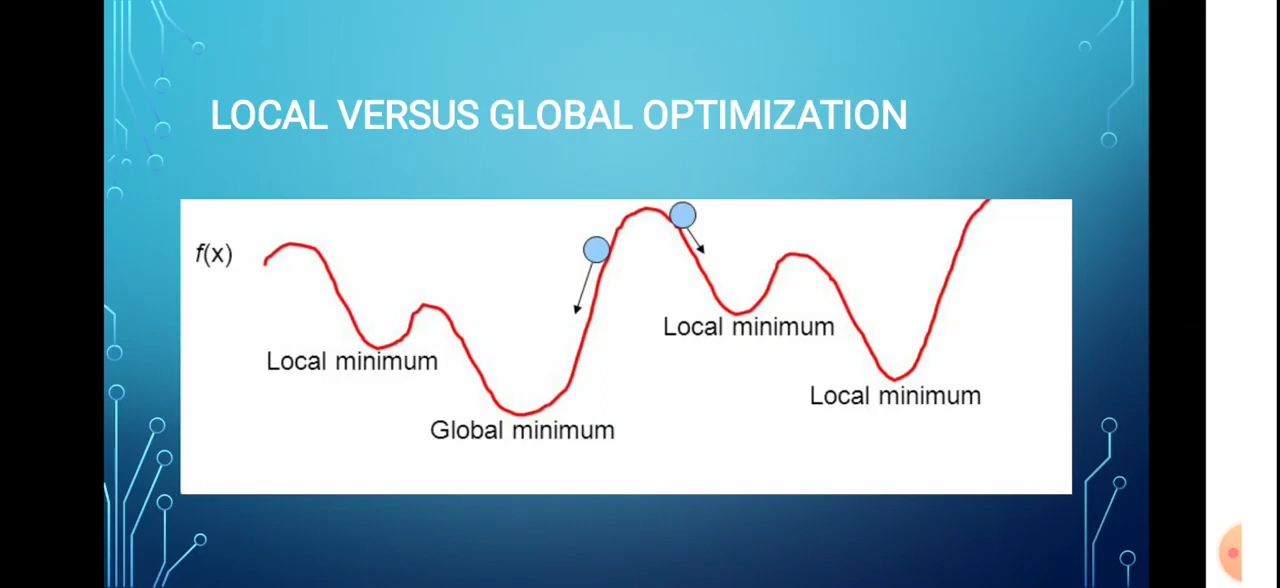 LOCAL VERSUS GLOBAL OPTIMIZATION
f(x)
Local minimum
Local minimum
Local minimum
Global minimum